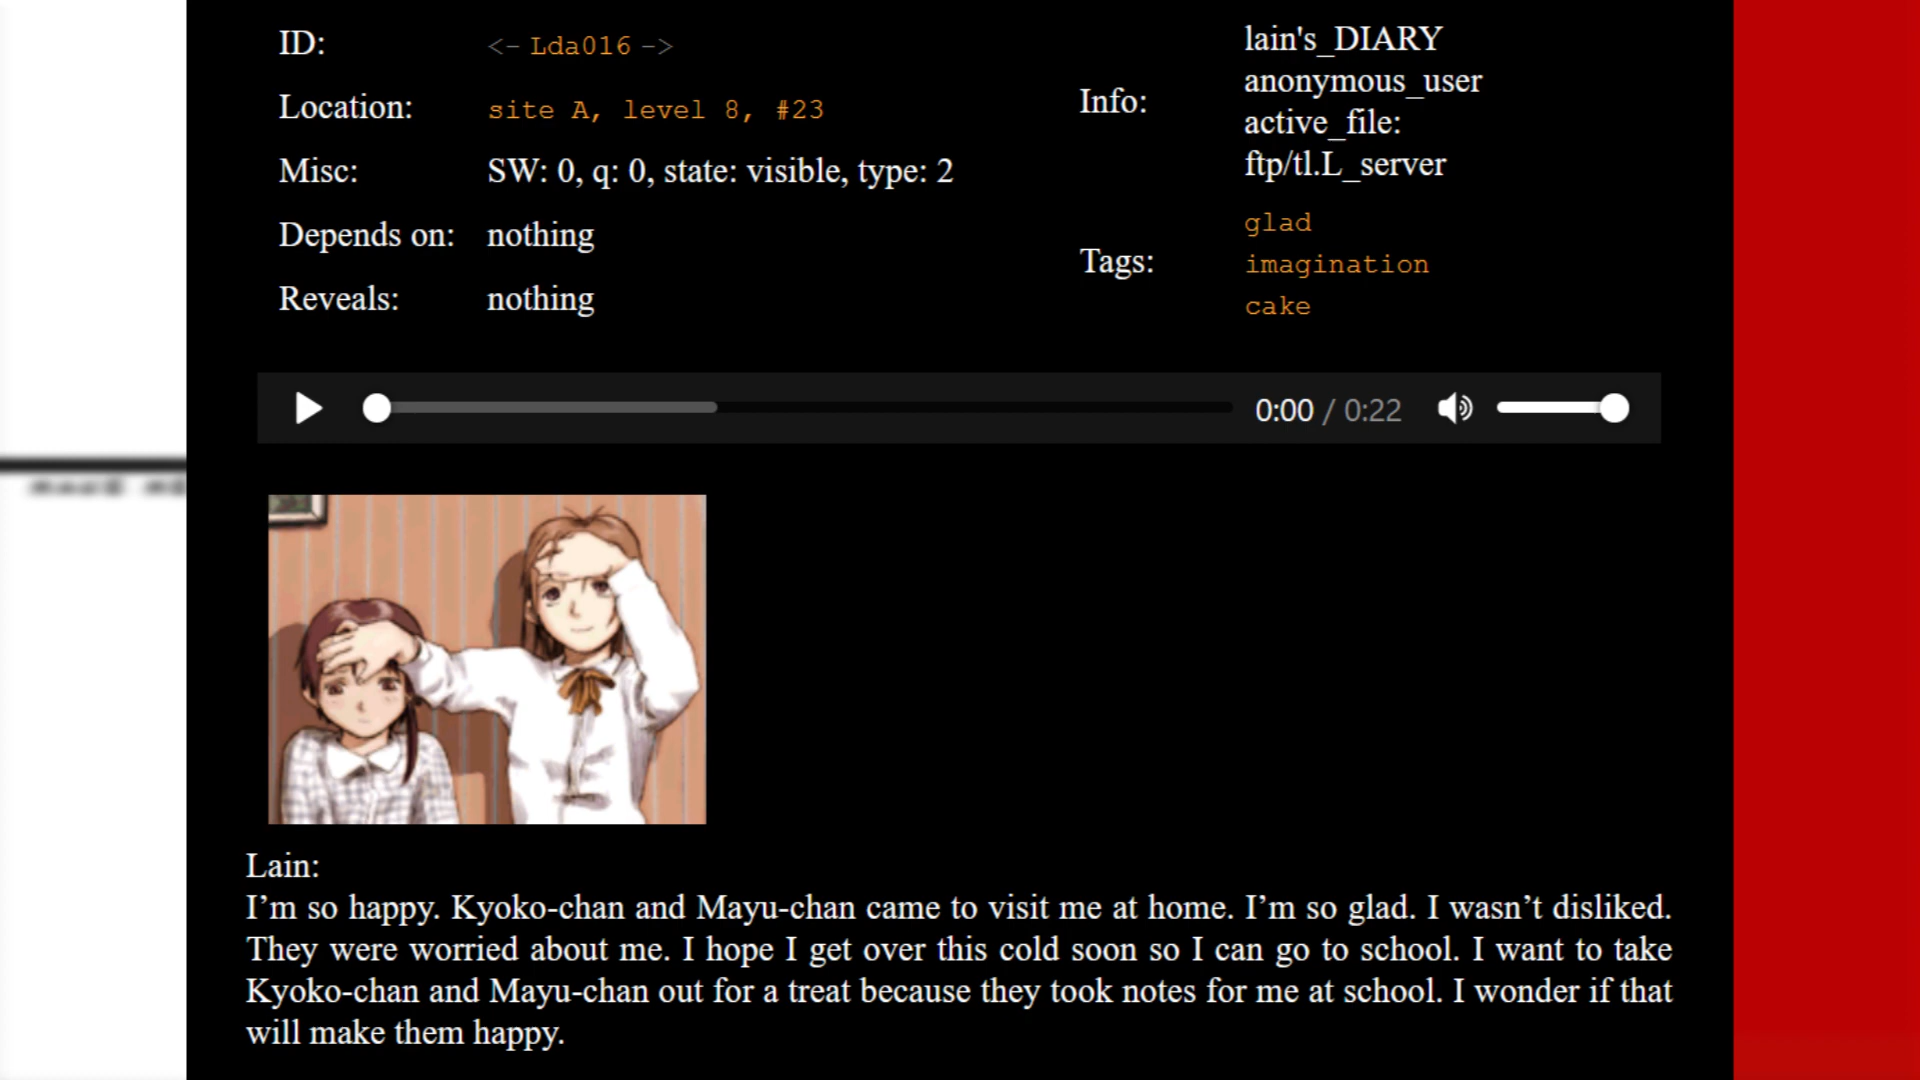 ID: <- Lda016 ->
Location: site A, level 8, #23
Misc: SW: 0, q: 0, state: visible, type: 2
Depends on: nothing
Reveals: nothing
Info: lain's_DIARY
anonymous_user
active_file:
ftp/tl.L_server
Tags: glad
imagination
cake
0:00 / 0:22
Lain:
I’m so happy. Kyoko-chan and Mayu-chan came to visit me at home. I’m so glad. I wasn’t disliked.
They were worried about me. I hope I get over this cold soon so I can go to school. I want to take
Kyoko-chan and Mayu-chan out for a treat because they took notes for me at school. I wonder if that
will make them happy.